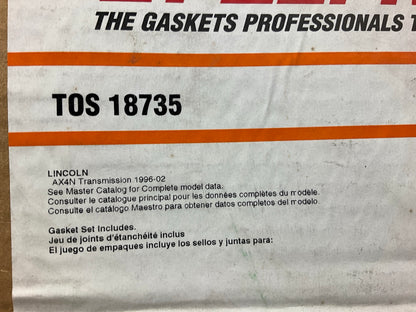 THE GASKETS PROFESSIONALS
TOS 18735
LINCOLN
AX4N Transmission 1996-02
See Master Catalog for Complete model data.
Consulter le catalogue principal pour les données complètes du modèle.
Consulte el catálogo Maestro para obtener datos completos del modelo.
Gasket Set Includes.
Jeu de joints d'étanchéité inclus
El juego de empaques incluye los sellos y juntas para: